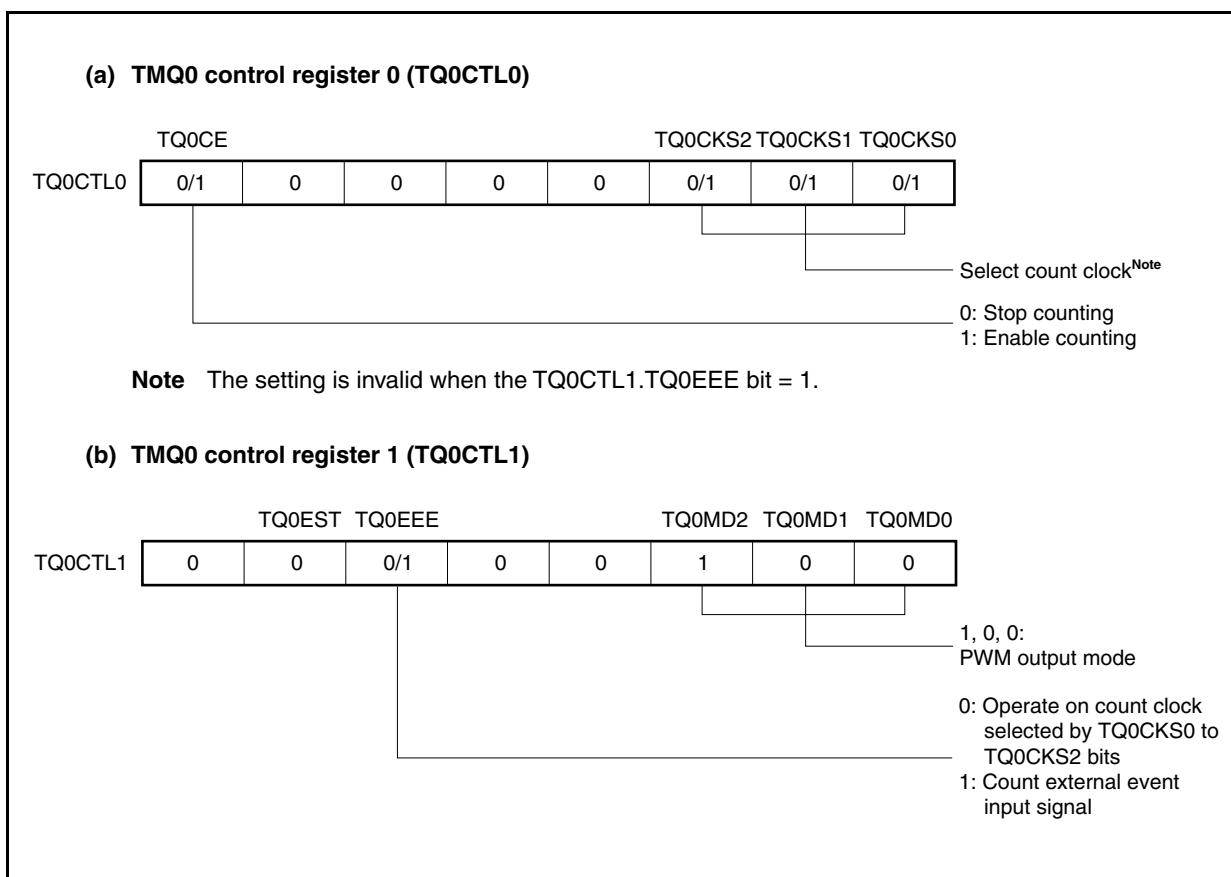 (a) TMQ0 control register 0 (TQ0CTL0)
TQ0CE TQ0CKS2 TQ0CKS1 TQ0CKS0
TQ0CTL0 0/1 0 0 0 0 0/1 0/1 0/1
Select count clockNote
0: Stop counting
1: Enable counting
Note The setting is invalid when the TQ0CTL1.TQ0EEE bit = 1.
(b) TMQ0 control register 1 (TQ0CTL1)
TQ0EST TQ0EEE TQ0MD2 TQ0MD1 TQ0MD0
TQ0CTL1 0 0 0/1 0 0 1 0 0
1, 0, 0:
PWM output mode
0: Operate on count clock
selected by TQ0CKS0 to
TQ0CKS2 bits
1: Count external event
input signal